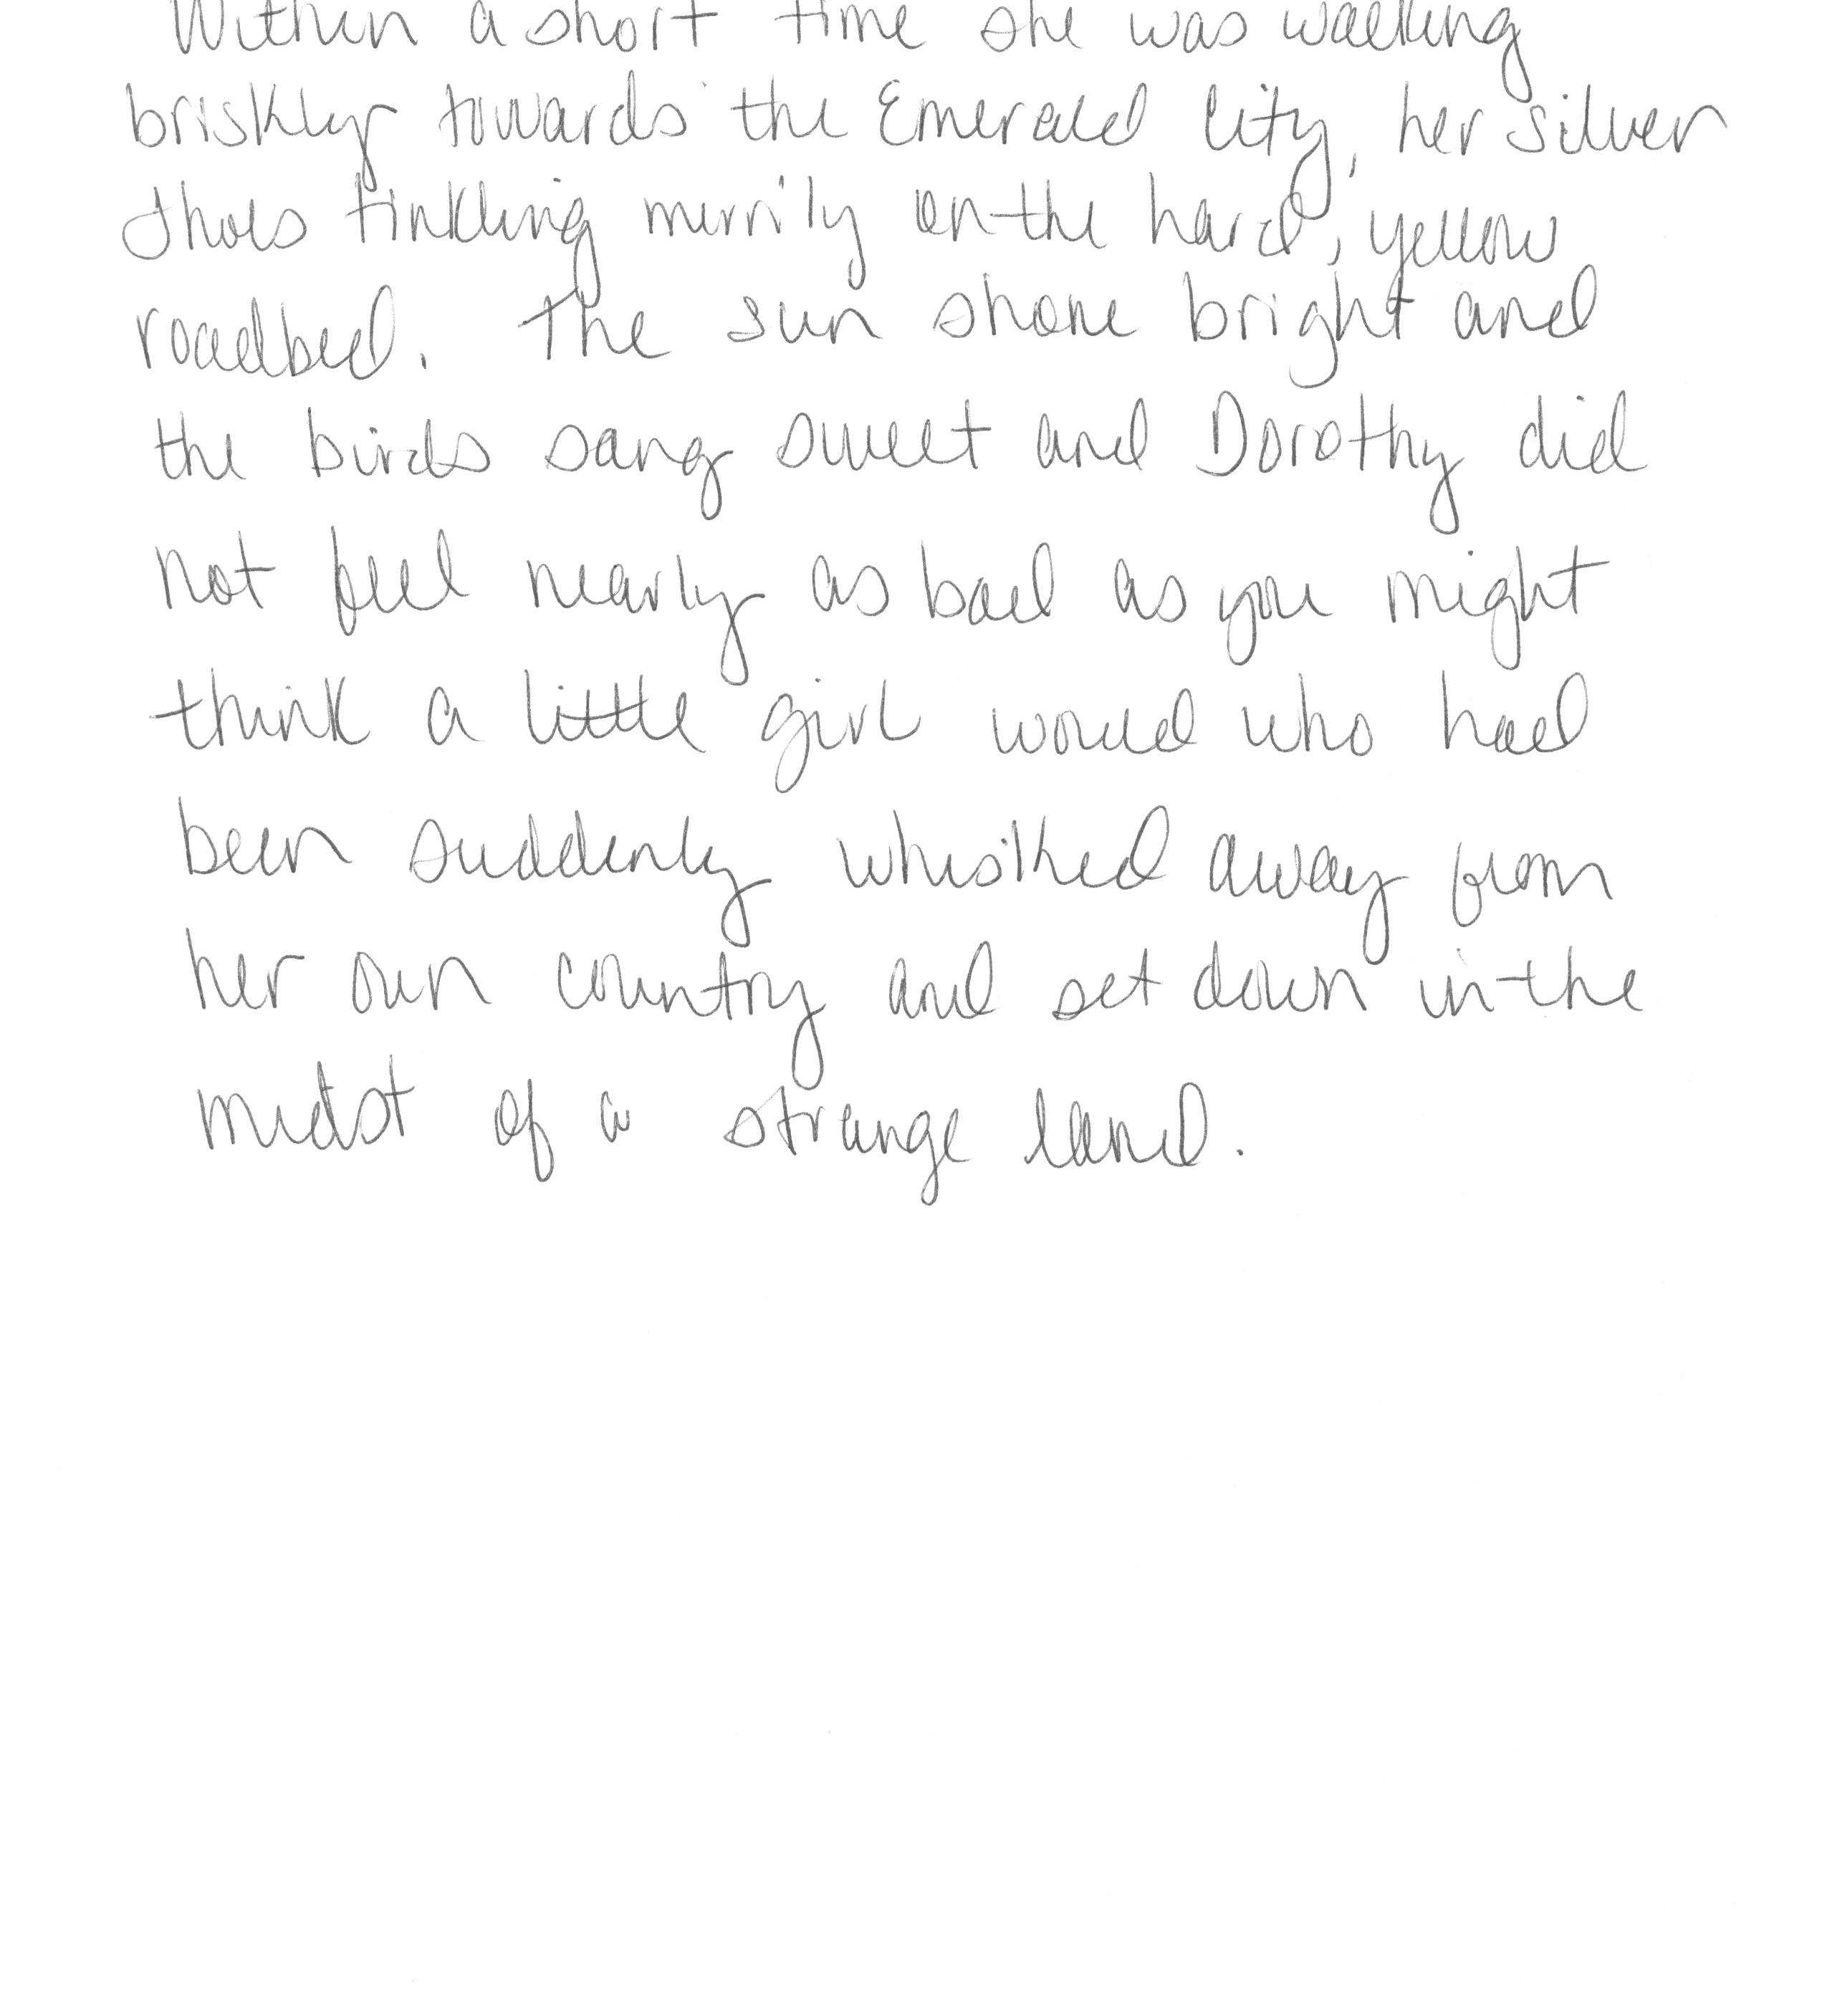 Within a short time she was walking
briskly towards the Emerald City, her silver
shoes tinkling merrily on the hard, yellow
roadbed. The sun shone bright and
the birds sang sweet and Dorothy did
not feel nearly as bad as you might
think a little girl would who had
been suddenly whisked away from
her own country and set down in the
midst of a strange land.